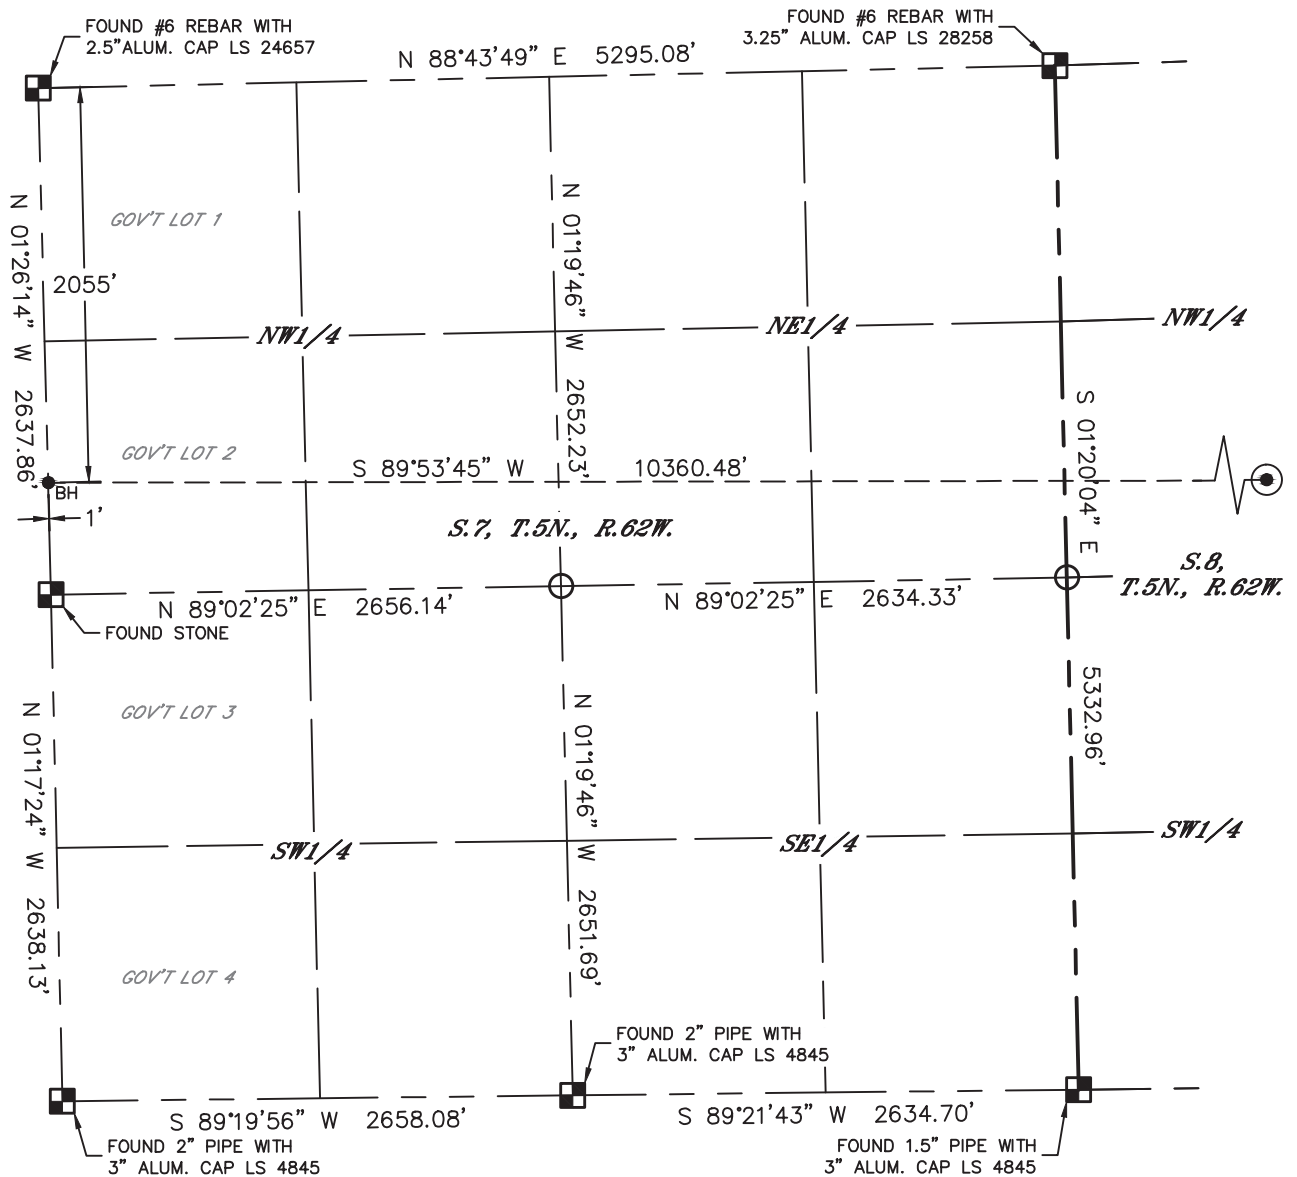 FOUND #6 REBAR WITH
2.5"ALUM. CAP LS 24657
FOUND #6 REBAR WITH
3.25" ALUM. CAP LS 28258
N 88°43'49" E 5295.08'
N 01°26'14" W 2637.86'
GOV'T LOT 1
2055'
N 01°19'46" W 2652.23'
NW1/4
NE1/4
NW1/4
S 01°20'04" E
5332.96'
GOV'T LOT 2
S 89°53'45" W 10360.48'
BH
1'
S.7, T.5N., R.62W.
S.8,
T.5N., R.62W.
N 89°02'25" E 2656.14'
N 89°02'25" E 2634.33'
FOUND STONE
GOV'T LOT 3
N 01°17'24" W 2638.13'
N 01°19'46" W 2651.69'
SW1/4
SE1/4
SW1/4
GOV'T LOT 4
FOUND 2" PIPE WITH
3" ALUM. CAP LS 4845
S 89°19'56" W 2658.08'
S 89°21'43" W 2634.70'
FOUND 2" PIPE WITH
3" ALUM. CAP LS 4845
FOUND 1.5" PIPE WITH
3" ALUM. CAP LS 4845